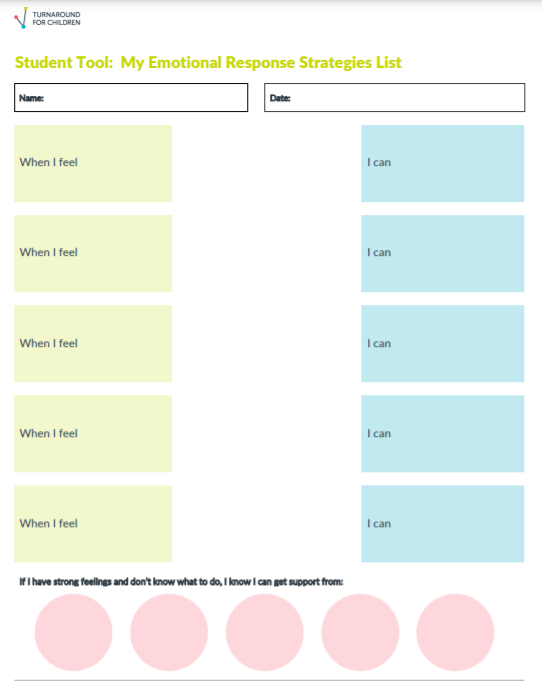 TURNAROUND
FOR CHILDREN
Student Tool: My Emotional Response Strategies List
Name:
Date:
When I feel
I can
When I feel
I can
When I feel
I can
When I feel
I can
When I feel
I can
If I have strong feelings and don't know what to do, I know I can get support from: